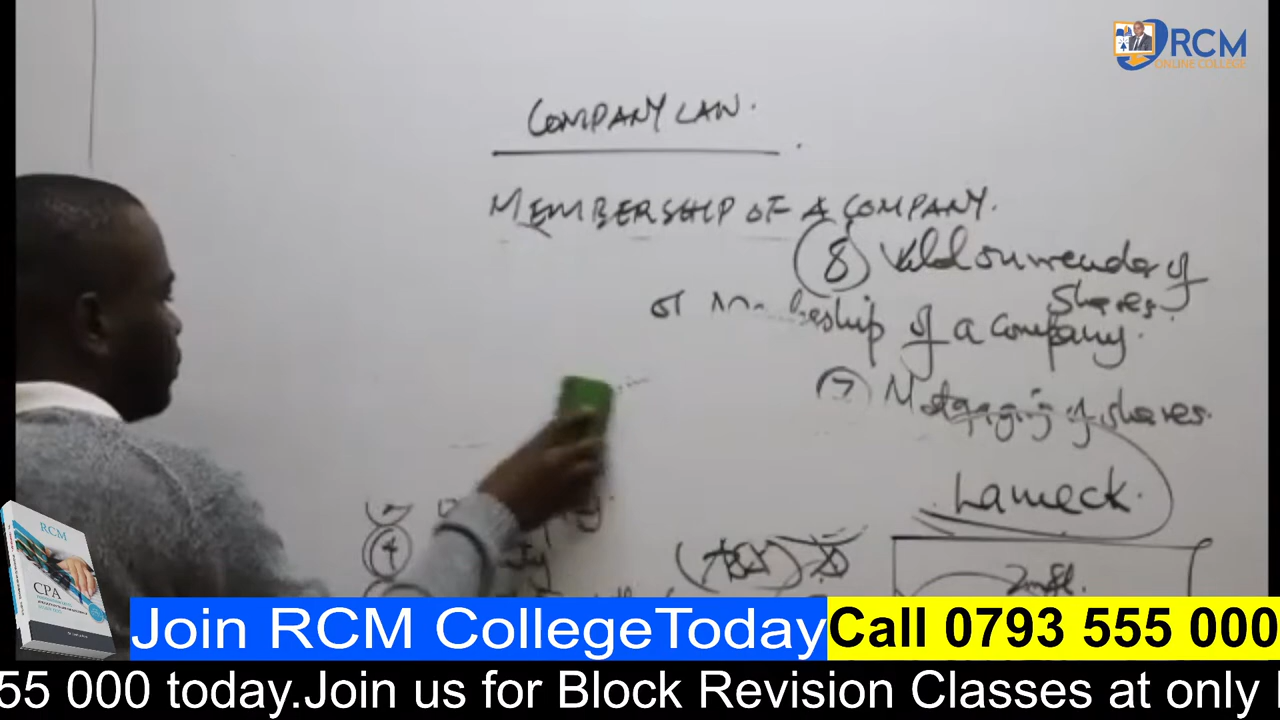 RCM
ONLINE COLLEGE
COMPANY LAW.
MEMBERSHIP OF A COMPANY.
(8) Valid surrender of
shares.
of a company.
(7) Mortgaging of shares.
Lameck.
(4)
RCM
CPA
Join RCM CollegeToday
Call 0793 555 000
55 000 today.Join us for Block Revision Classes at only